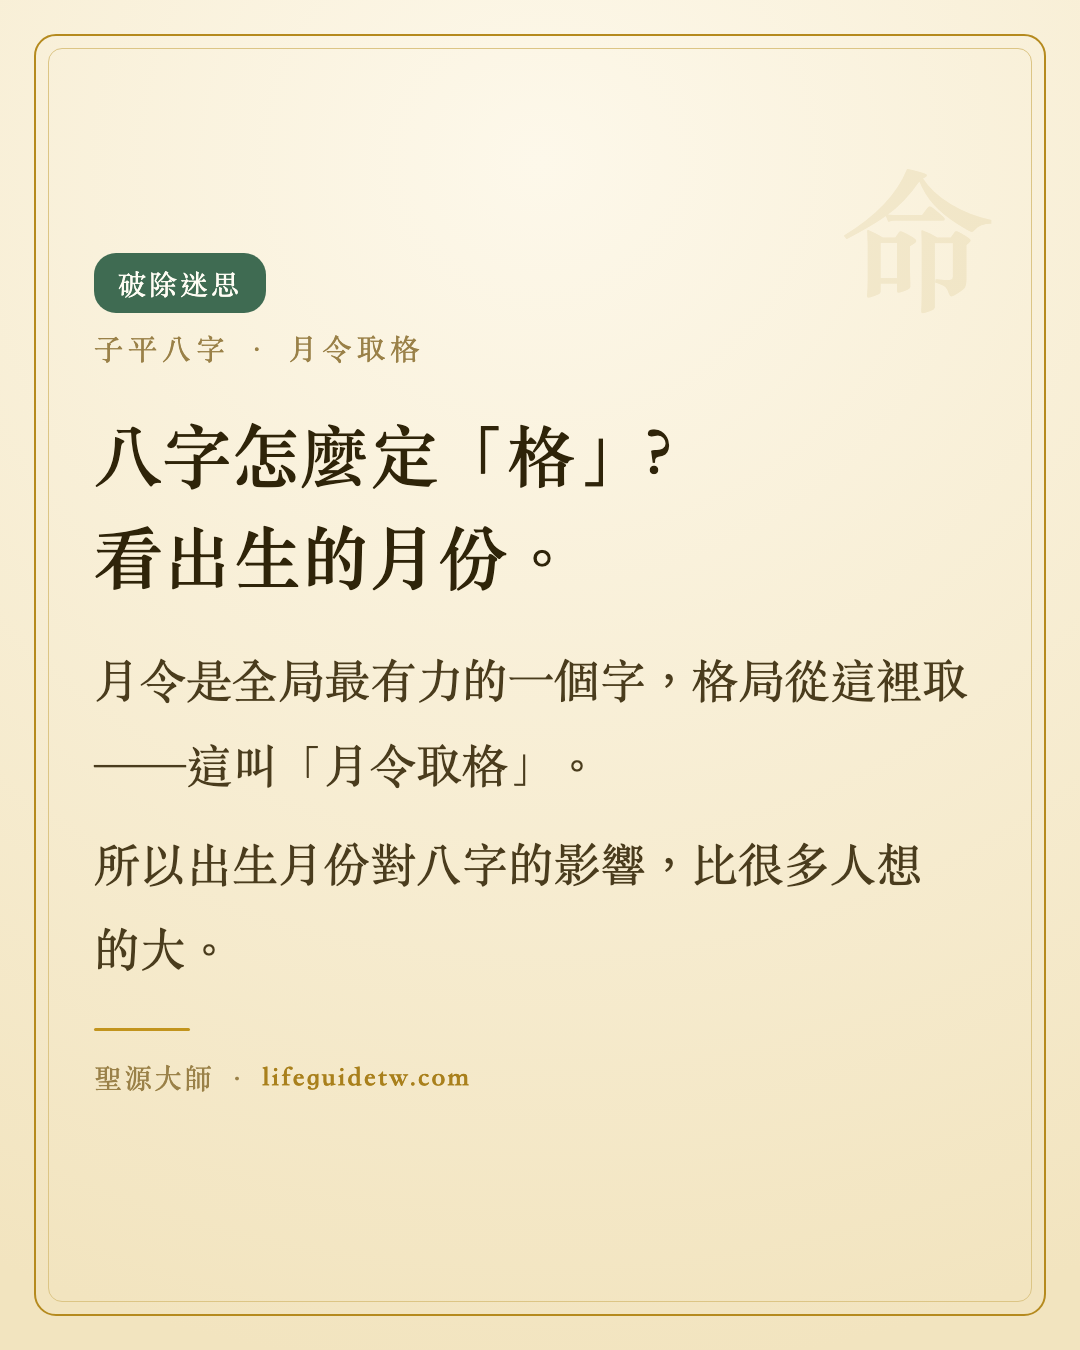 命
破除迷思
子平八字 · 月令取格
八字怎麼定「格」?
看出生的月份。
月令是全局最有力的一個字，格局從這裡取
——這叫「月令取格」。
所以出生月份對八字的影響，比很多人想
的大。
聖源大師 · lifeguidetw.com